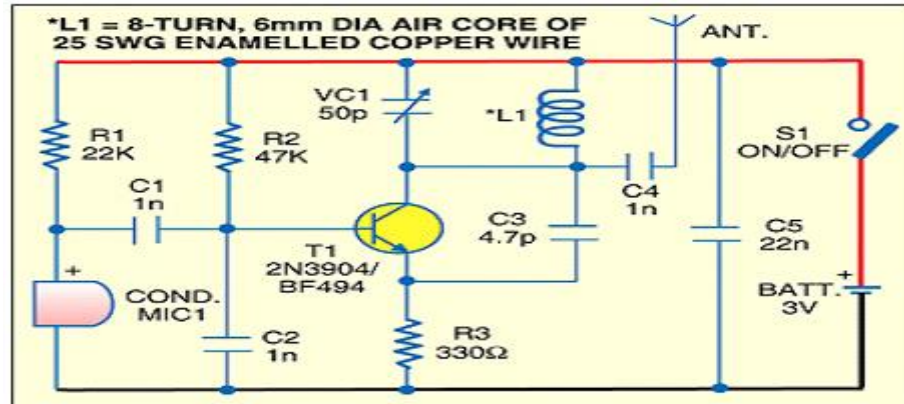 *L1 = 8-TURN, 6mm DIA AIR CORE OF
25 SWG ENAMELLED COPPER WIRE
ANT.
VC1
50p
*L1
R1
22K
R2
47K
S1
ON/OFF
C1
1n
C4
1n
C3
4.7p
C5
22n
T1
2N3904/
BF494
+
COND.
MIC1
+
BATT.
3V
C2
1n
R3
330Ω